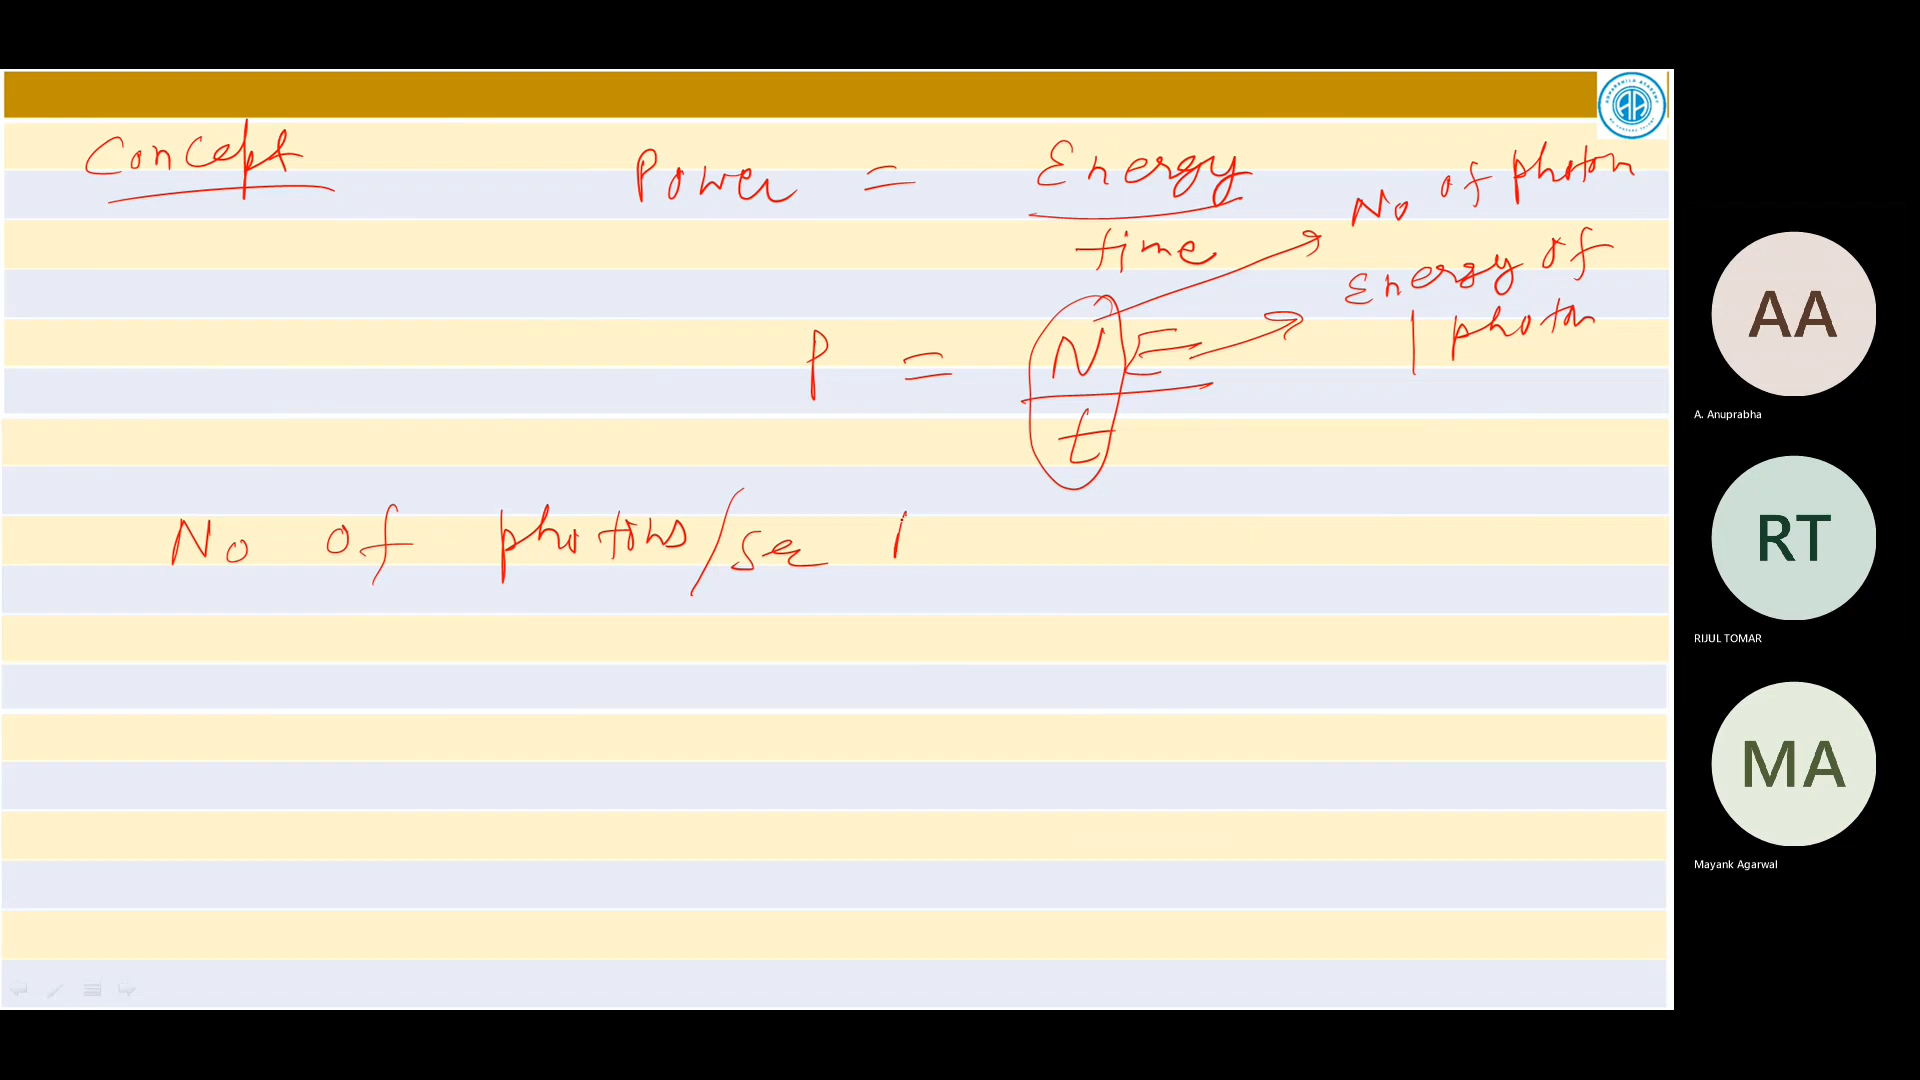 Concept
Power = Energy
time
No of photon
Energy of
1 photon
P = NE
t
No of photons/sec
AA
A. Anuprabha
RT
RIJUL TOMAR
MA
Mayank Agarwal